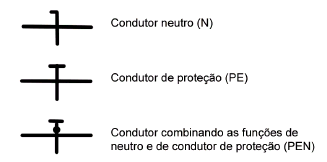 Condutor neutro (N)
Condutor de proteção (PE)
Condutor combinando as funções de
neutro e de condutor de proteção (PEN)